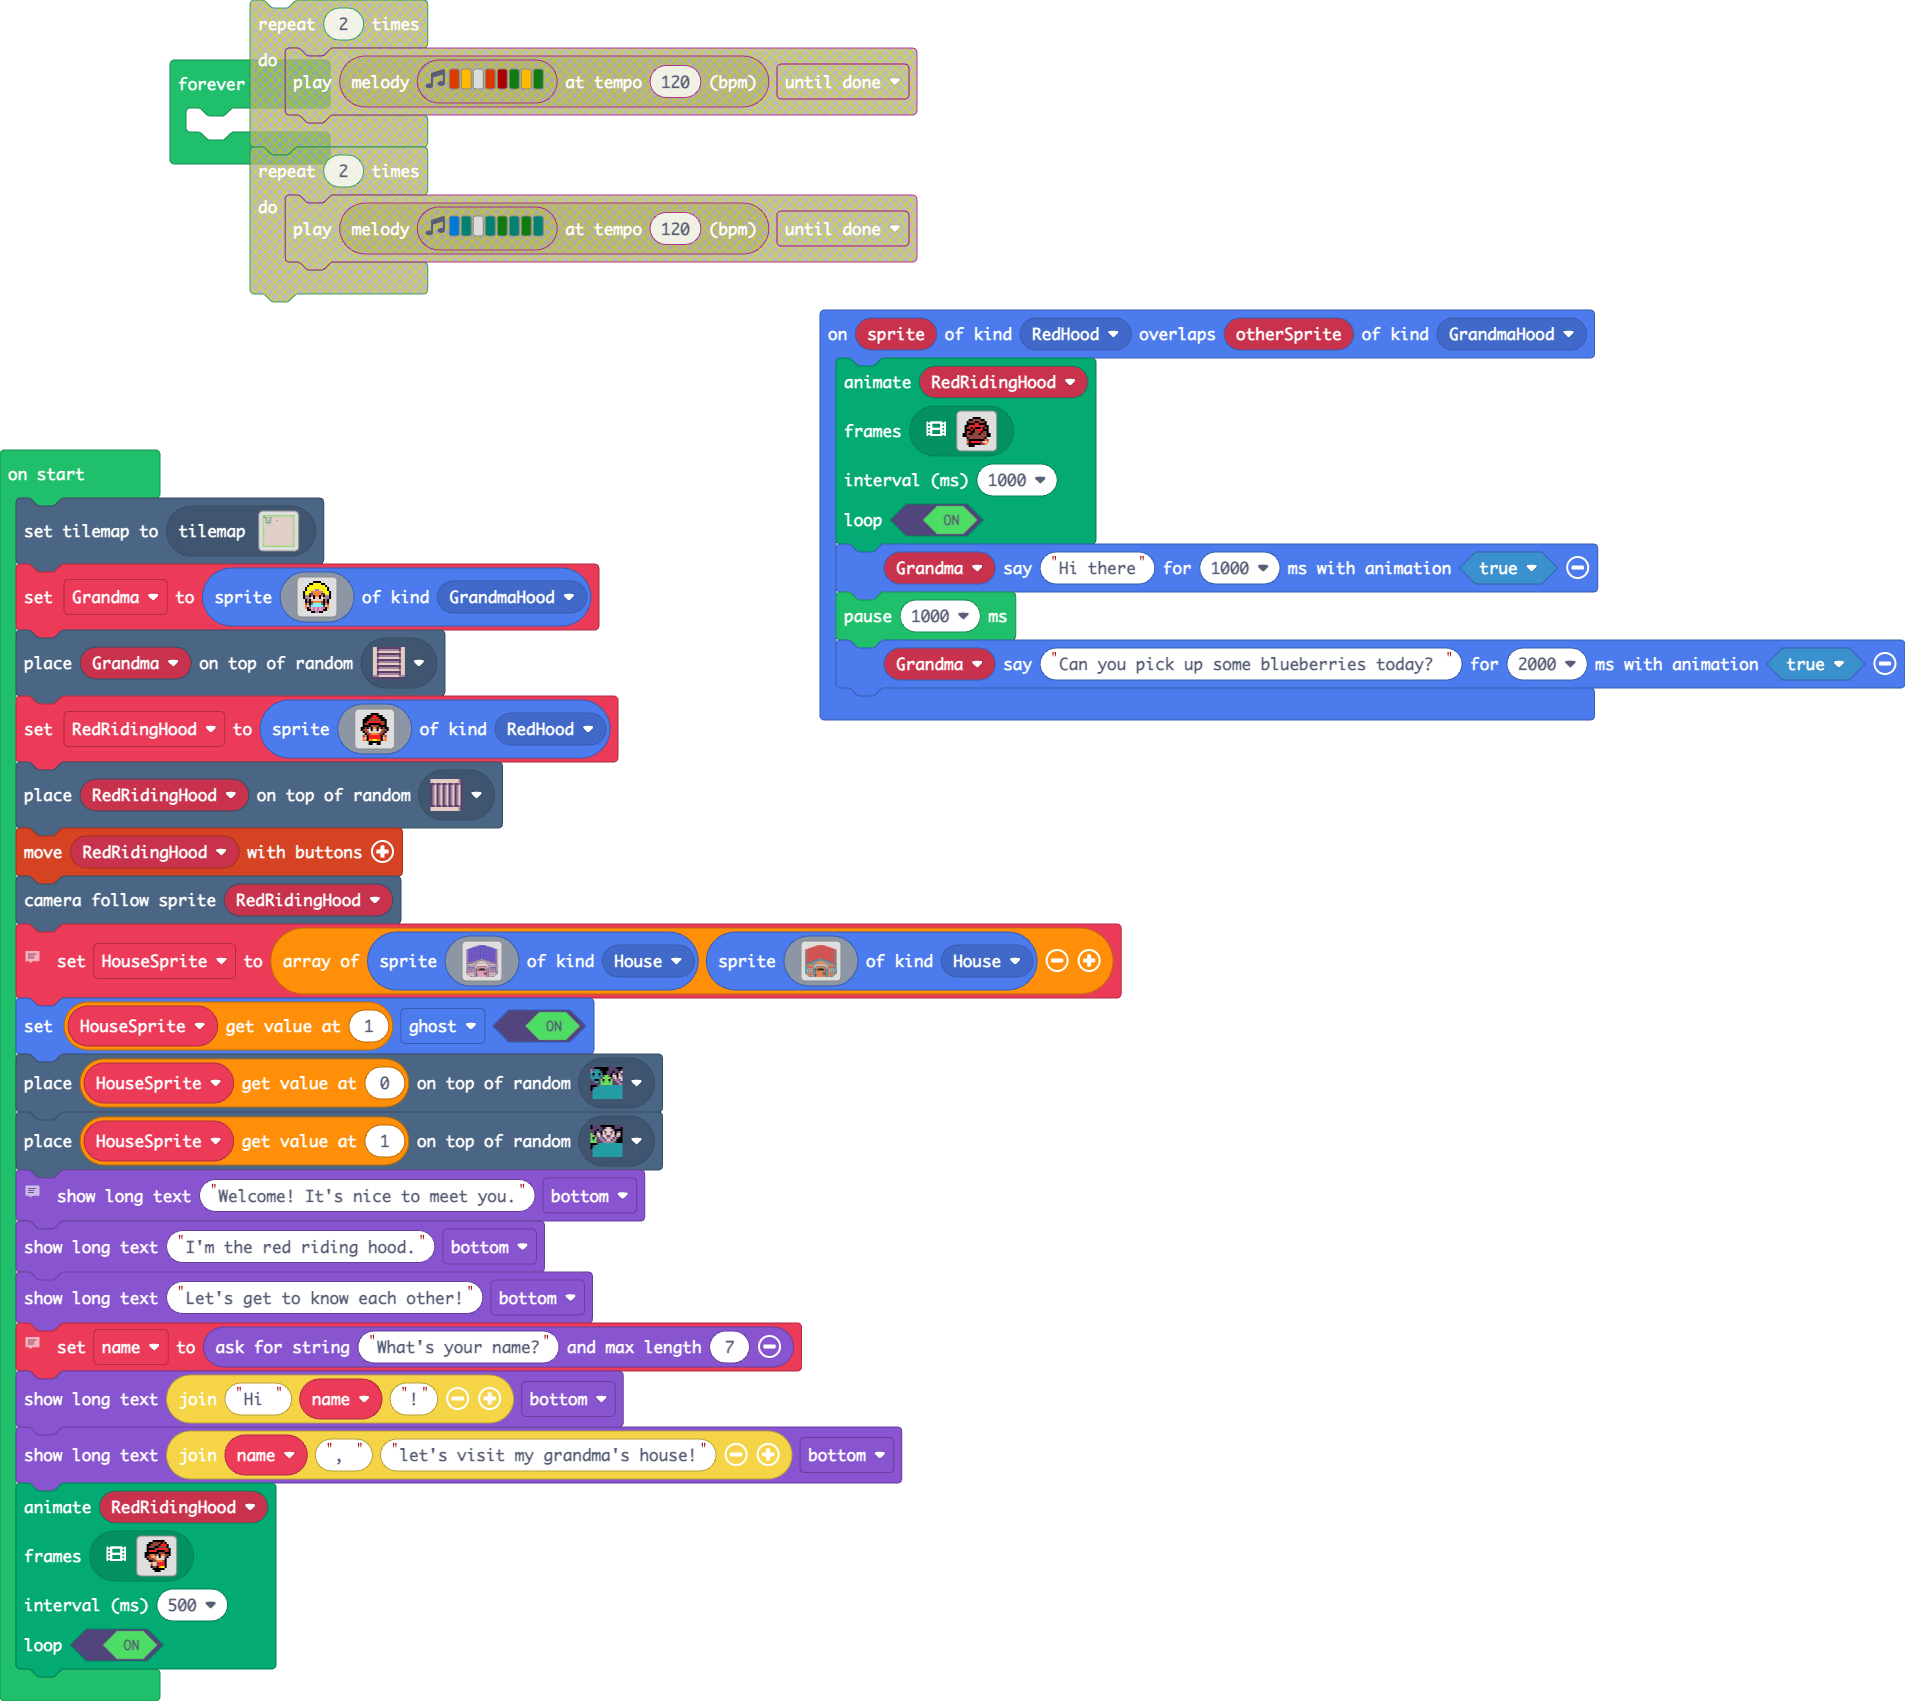 repeat 2 times
do
play melody at tempo 120 (bpm) until done
forever
repeat 2 times
do
play melody at tempo 120 (bpm) until done
on sprite of kind RedHood overlaps otherSprite of kind GrandmaHood
animate RedRidingHood
frames
interval (ms) 1000
loop ON
Grandma say "Hi there" for 1000 ms with animation true
pause 1000 ms
Grandma say "Can you pick up some blueberries today? " for 2000 ms with animation true
on start
set tilemap to tilemap
set Grandma to sprite of kind GrandmaHood
place Grandma on top of random
set RedRidingHood to sprite of kind RedHood
place RedRidingHood on top of random
move RedRidingHood with buttons
camera follow sprite RedRidingHood
set HouseSprite to array of sprite of kind House sprite of kind House
set HouseSprite get value at 1 ghost ON
place HouseSprite get value at 0 on top of random
place HouseSprite get value at 1 on top of random
show long text "Welcome! It's nice to meet you." bottom
show long text "I'm the red riding hood." bottom
show long text "Let's get to know each other!" bottom
set name to ask for string "What's your name?" and max length 7
show long text join "Hi " name "!" bottom
show long text join name ", " "let's visit my grandma's house!" bottom
animate RedRidingHood
frames
interval (ms) 500
loop ON